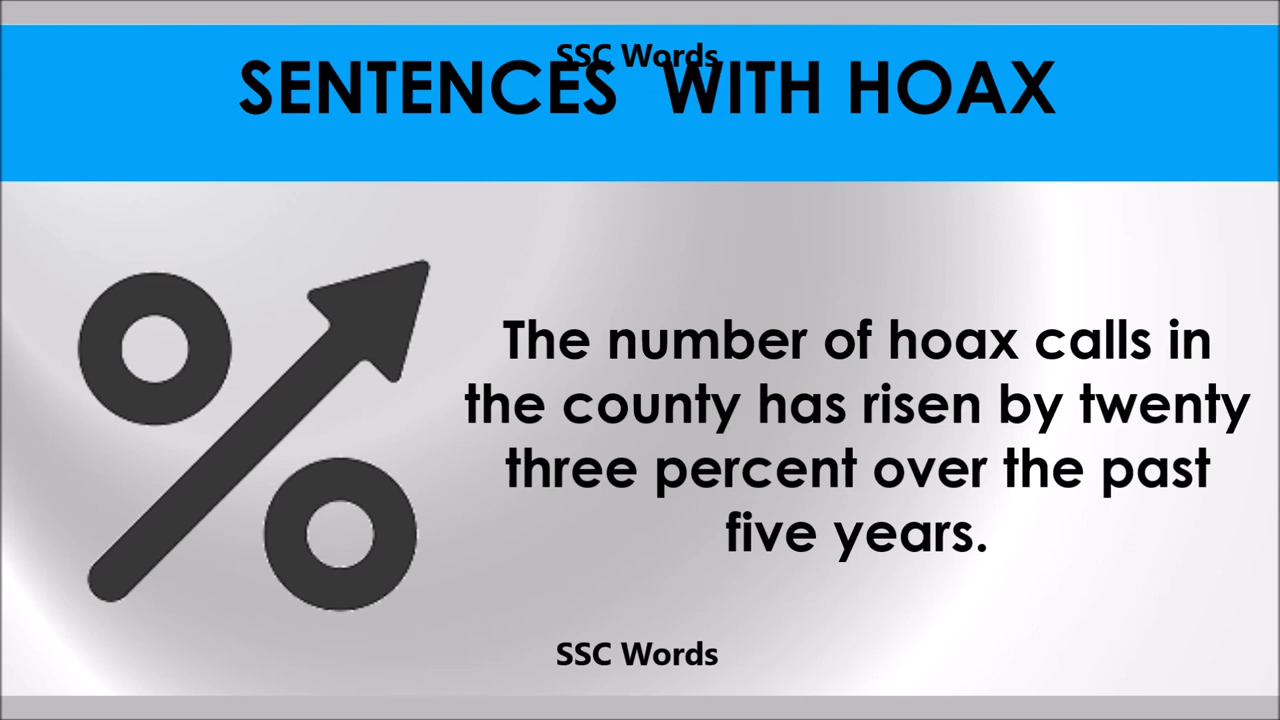 SSC Words
SENTENCES WITH HOAX
The number of hoax calls in
the county has risen by twenty
three percent over the past
five years.
SSC Words